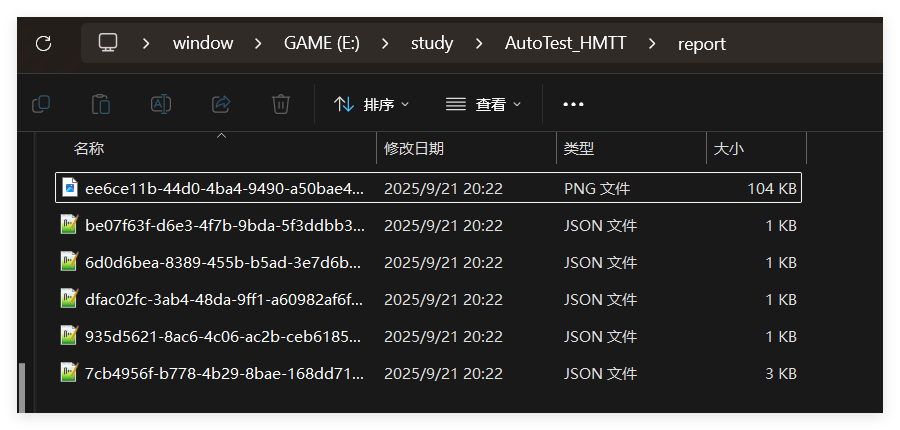 window > GAME (E:) > study > AutoTest_HMTT > report
排序 查看 •••
名称 修改日期 类型 大小
ee6ce11b-44d0-4ba4-9490-a50bae4... 2025/9/21 20:22 PNG 文件 104 KB
be07f63f-d6e3-4f7b-9bda-5f3ddbb3... 2025/9/21 20:22 JSON 文件 1 KB
6d0d6bea-8389-455b-b5ad-3e7d6b... 2025/9/21 20:22 JSON 文件 1 KB
dfac02fc-3ab4-48da-9ff1-a60982af6f... 2025/9/21 20:22 JSON 文件 1 KB
935d5621-8ac6-4c06-ac2b-ceb6185... 2025/9/21 20:22 JSON 文件 1 KB
7cb4956f-b778-4b29-8bae-168dd71... 2025/9/21 20:22 JSON 文件 3 KB